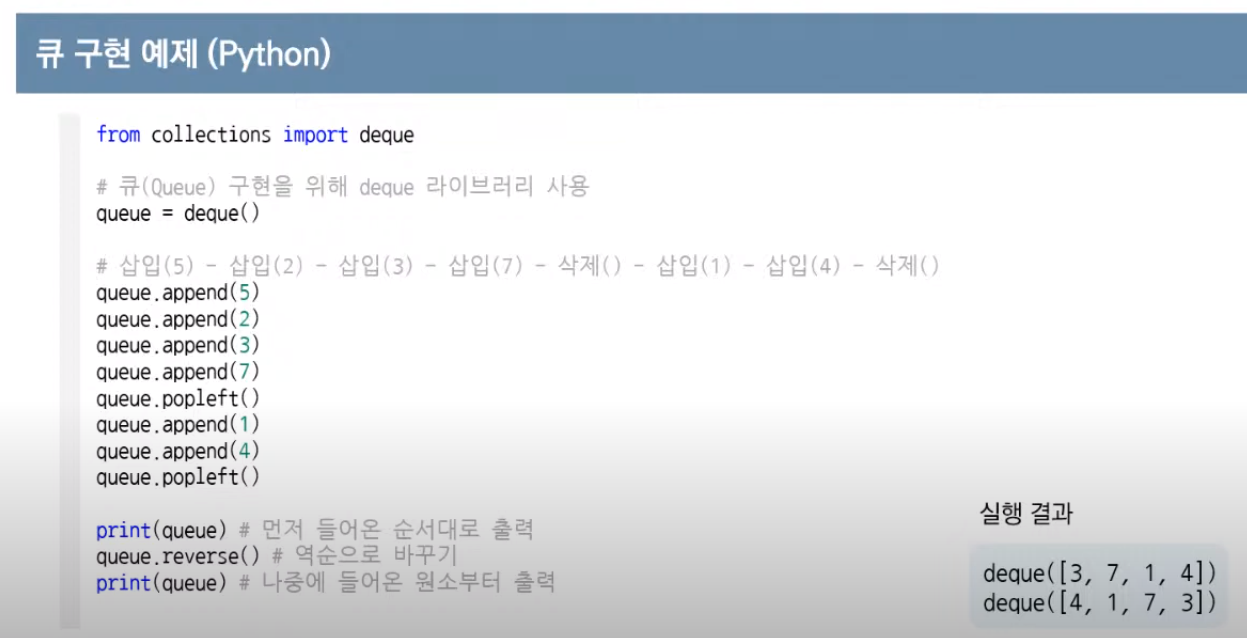 큐 구현 예제 (Python)
from collections import deque
# 큐(Queue) 구현을 위해 deque 라이브러리 사용
queue = deque()
# 삽입(5) - 삽입(2) - 삽입(3) - 삽입(7) - 삭제() - 삽입(1) - 삽입(4) - 삭제()
queue.append(5)
queue.append(2)
queue.append(3)
queue.append(7)
queue.popleft()
queue.append(1)
queue.append(4)
queue.popleft()
print(queue) # 먼저 들어온 순서대로 출력
queue.reverse() # 역순으로 바꾸기
print(queue) # 나중에 들어온 원소부터 출력
실행 결과
deque([3, 7, 1, 4])
deque([4, 1, 7, 3])